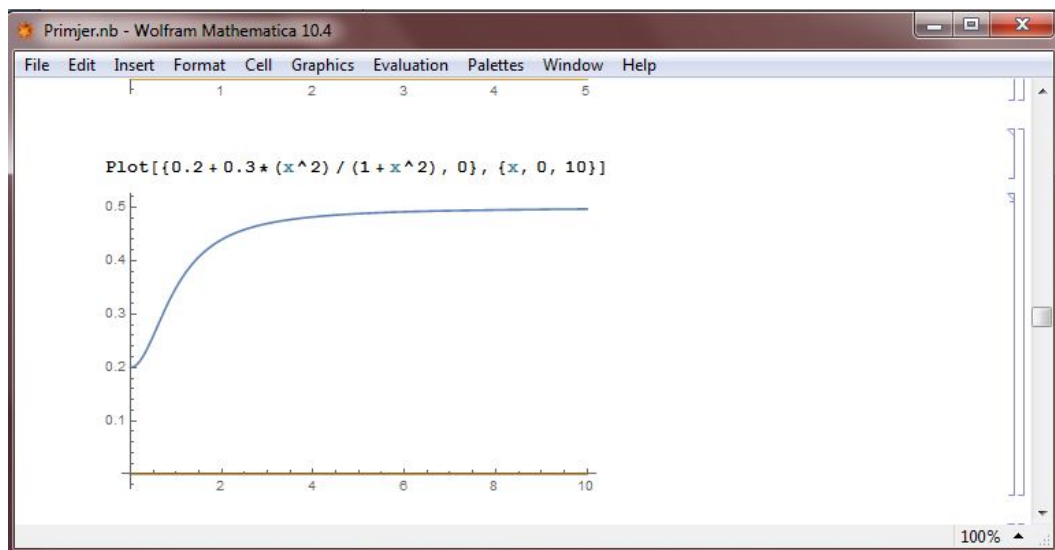 Primjer.nb - Wolfram Mathematica 10.4
File Edit Insert Format Cell Graphics Evaluation Palettes Window Help
1 2 3 4 5
Plot[{0.2 + 0.3 * (x ^ 2) / (1 + x ^ 2), 0}, {x, 0, 10}]
0.5
0.4
0.3
0.2
0.1
2 4 6 8 10
100%